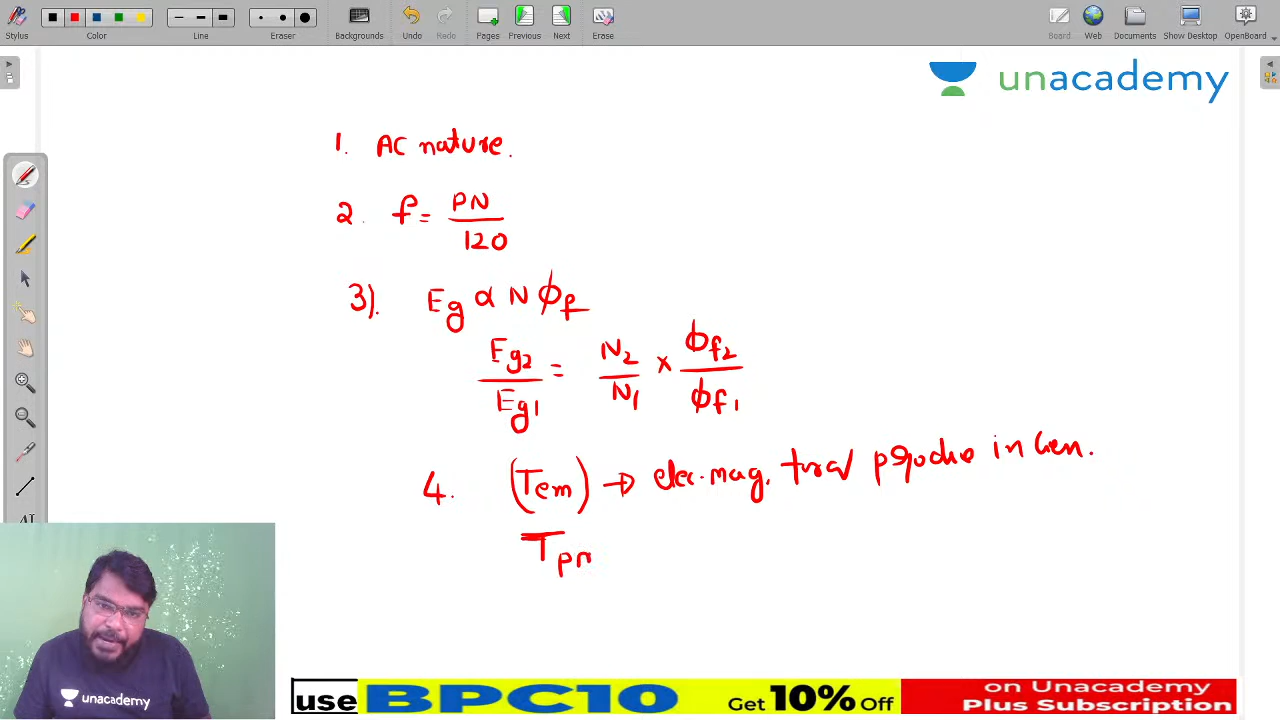 Stylus
Color
Line
Eraser
Backgrounds
Undo
Redo
Pages
Previous
Next
Erase
Board
Web
Documents
Show Desktop
OpenBoard
unacademy
1. AC nature.
2. f = PN / 120
3). Eg α N ϕf
Eg2 / Eg1 = N2 / N1 × ϕf2 / ϕf1
4. (Tem) → elec.mag. in Gen.
Tpm
unacademy
use BPC10 Get 10% Off
on Unacademy
Plus Subscription